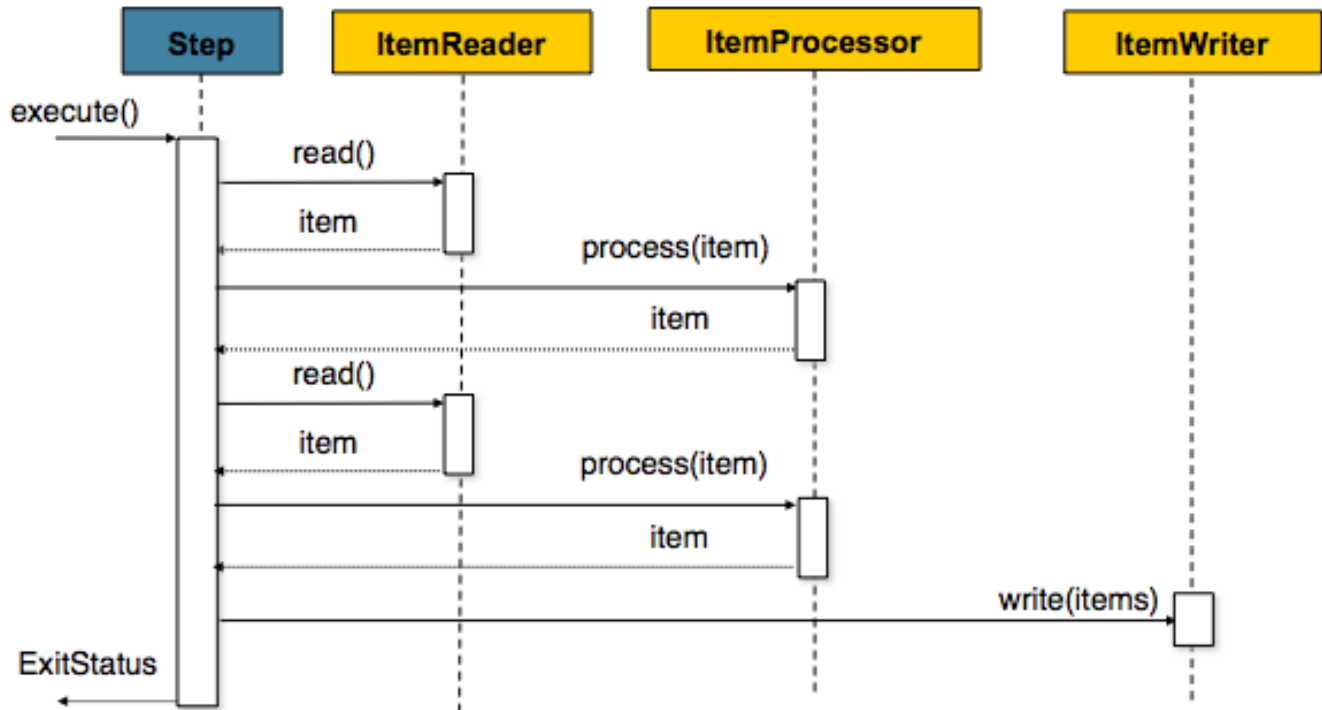 Step
ItemReader
ItemProcessor
ItemWriter
execute()
read()
item
process(item)
item
read()
item
process(item)
item
write(items)
ExitStatus